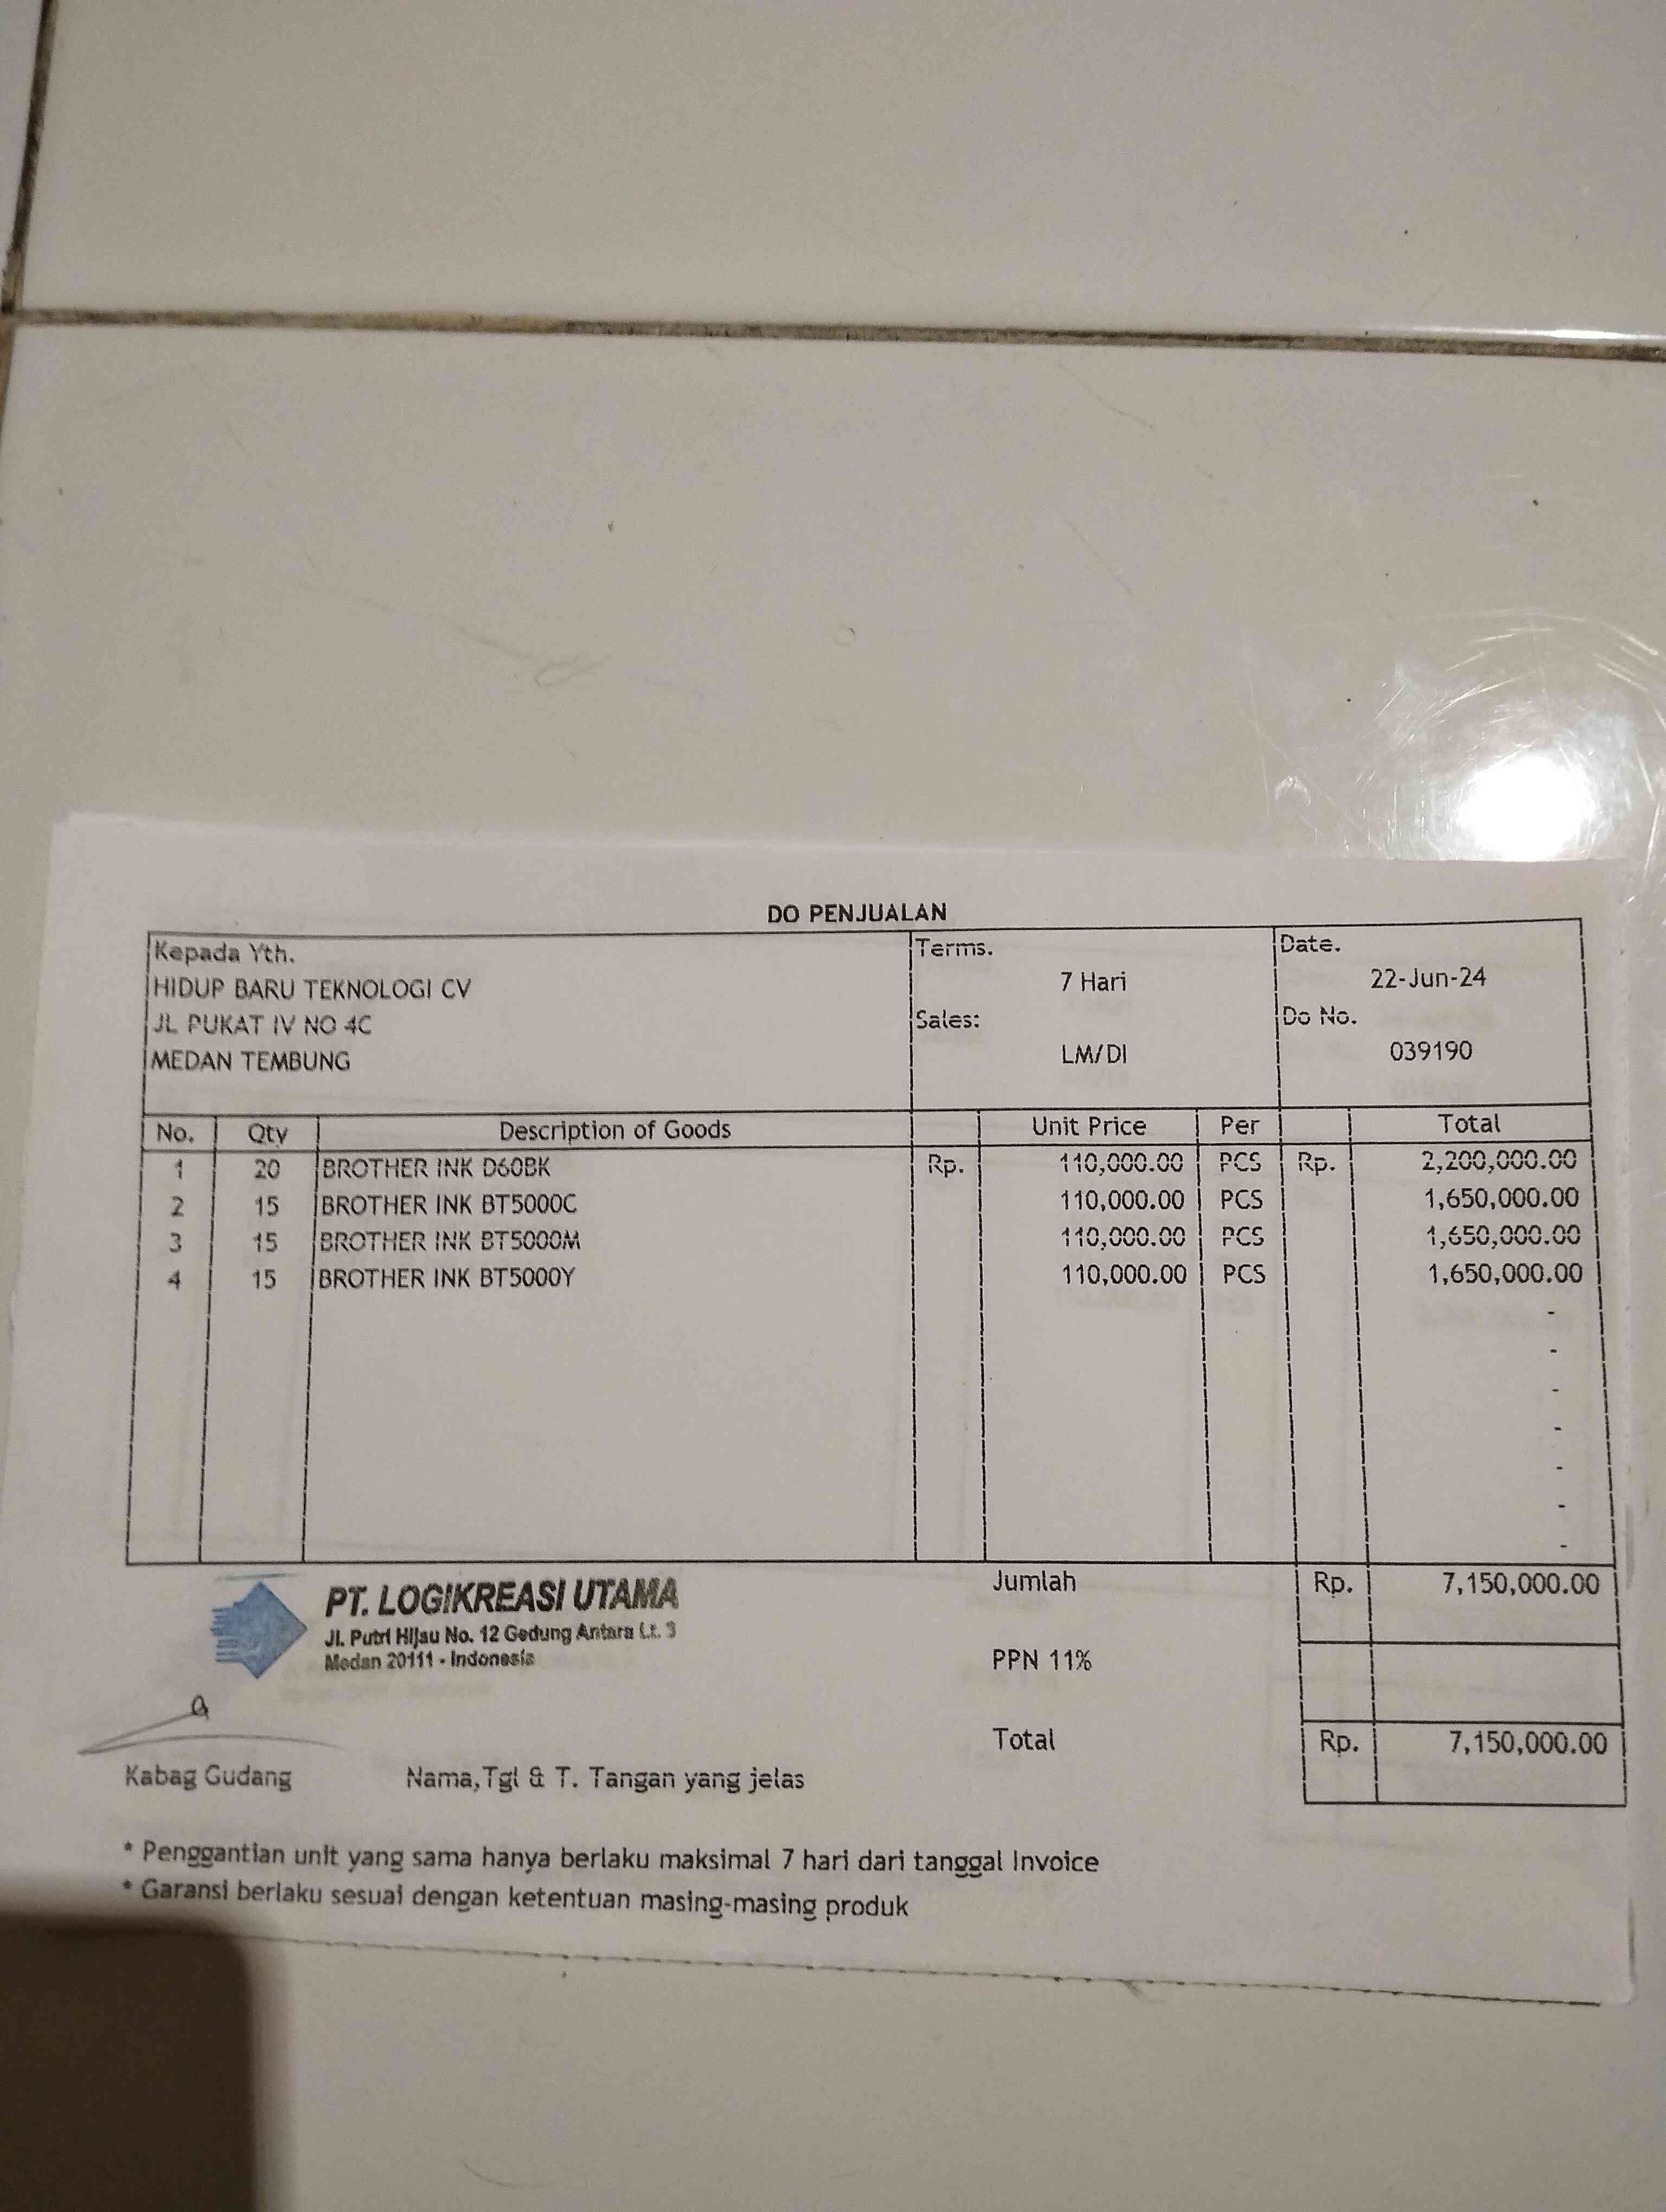 DO PENJUALAN
Kepada Yth.
HIDUP BARU TEKNOLOGI CV
JL PUKAT IV NO 4C
MEDAN TEMBUNG
Terms.
7 Hari
Sales:
LM/DI
Date.
22-Jun-24
Do No.
039190
No. Qty Description of Goods Unit Price Per Total
1 20 BROTHER INK D60BK Rp. 110,000.00 PCS Rp. 2,200,000.00
2 15 BROTHER INK BT5000C 110,000.00 PCS 1,650,000.00
3 15 BROTHER INK BT5000M 110,000.00 PCS 1,650,000.00
4 15 BROTHER INK BT5000Y 110,000.00 PCS 1,650,000.00
-
-
-
-
-
-
-
Jumlah Rp. 7,150,000.00
PPN 11%
Total Rp. 7,150,000.00
PT. LOGIKREASI UTAMA
Jl. Putri Hijau No. 12 Gedung Antara Lt. 3
Medan 20111 - Indonesia
Kabag Gudang Nama,Tgl & T. Tangan yang jelas
* Penggantian unit yang sama hanya berlaku maksimal 7 hari dari tanggal Invoice
* Garansi berlaku sesuai dengan ketentuan masing-masing produk